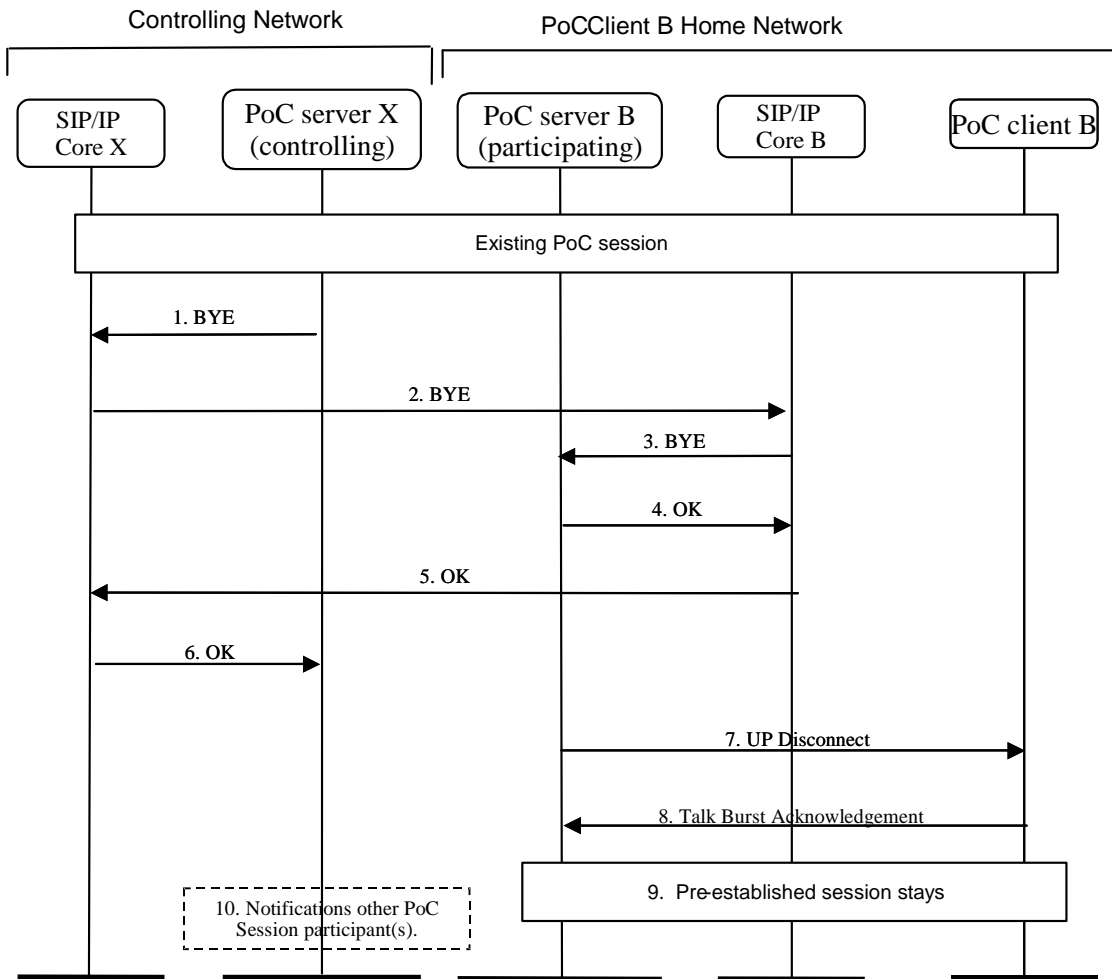 Controlling Network
PoCClient B Home Network
SIP/IP
Core X
PoC server X
(controlling)
PoC server B
(participating)
SIP/IP
Core B
PoC client B
Existing PoC session
1. BYE
2. BYE
3. BYE
4. OK
5. OK
6. OK
7. UP Disconnect
8. Talk Burst Acknowledgement
9. Pre-established session stays
10. Notifications other PoC
Session participant(s).